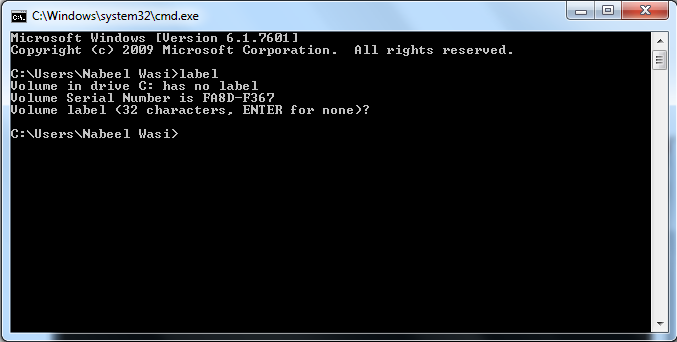 C:\Windows\system32\cmd.exe
Microsoft Windows [Version 6.1.7601]
Copyright (c) 2009 Microsoft Corporation.  All rights reserved.
C:\Users\Nabeel Wasi>label
Volume in drive C: has no label
Volume Serial Number is FA8D-F367
Volume label (32 characters, ENTER for none)?
C:\Users\Nabeel Wasi>